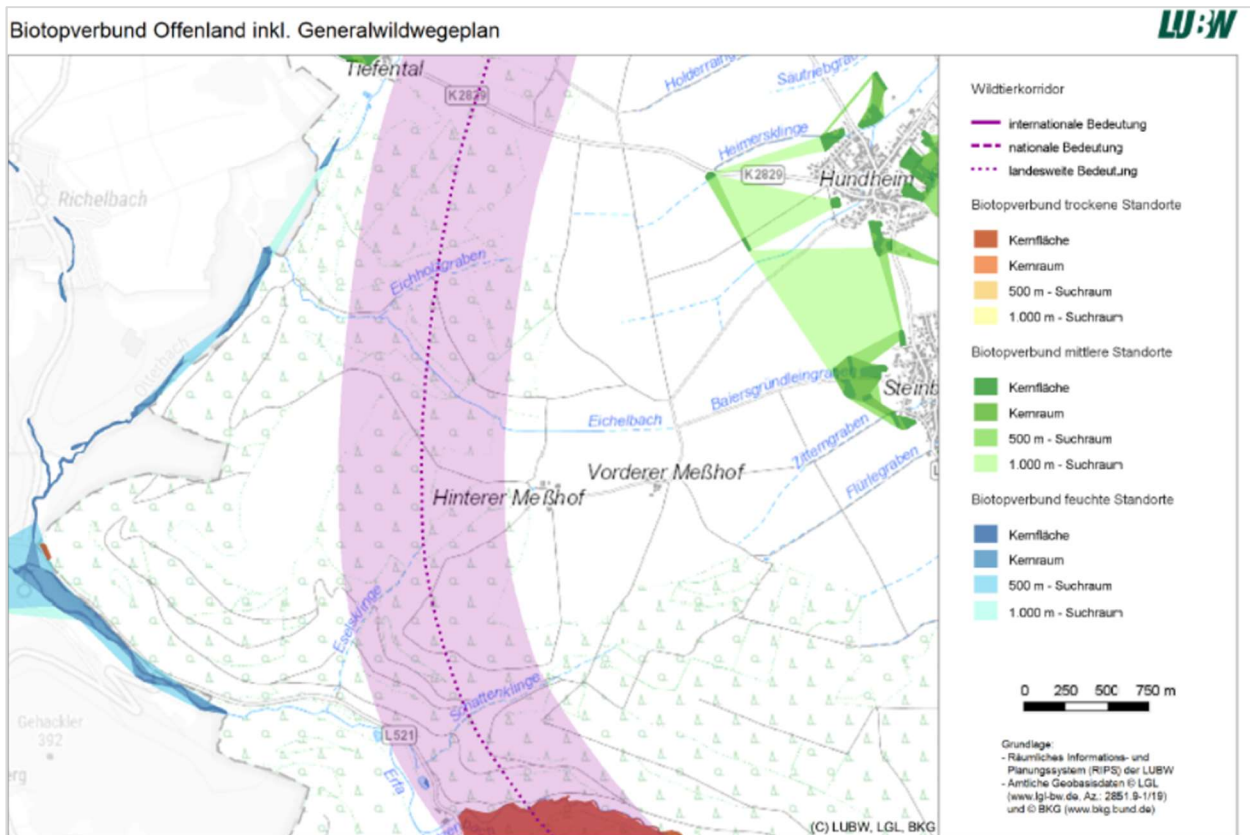 Biotopverbund Offenland inkl. Generalwildwegeplan
LUBW
Tiefental
K2829
Holderrain
Sautriebgra
Heimersklinge
K2829
Hundheim
Richelbach
Eichholzgraben
Otterbach
Baiersgrundleingraben
Steinb
Eichelbach
Zitterngraben
Flürlegraben
Vorderer Meßhof
Hinterer Meßhof
Eselsklinge
Schattenklinge
Gehackler
392
erg
L521
Erfa
(C) LUBW, LGL, BKG
Wildtierkorridor
internationale Bedeutung
nationale Bedeutung
landesweite Bedeutung
Biotopverbund trockene Standorte
Kernfläche
Kernraum
500 m - Suchraum
1.000 m - Suchraum
Biotopverbund mittlere Standorte
Kernfläche
Kernraum
500 m - Suchraum
1.000 m - Suchraum
Biotopverbund feuchte Standorte
Kernfläche
Kernraum
500 m - Suchraum
1.000 m - Suchraum
0 250 500 750 m
Grundlage:
- Räumliches Informations- und
Planungssystem (RIPS) der LUBW
- Amtliche Geobasisdaten © LGL
(www.lgl-bw.de, Az.: 2851.9-1/19)
und © BKG (www.bkg.bund.de)